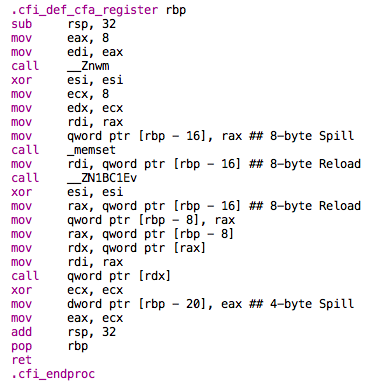 .cfi_def_cfa_register rbp
sub rsp, 32
mov eax, 8
mov edi, eax
call __Znwm
xor esi, esi
mov ecx, 8
mov edx, ecx
mov rdi, rax
mov qword ptr [rbp - 16], rax ## 8-byte Spill
call _memset
mov rdi, qword ptr [rbp - 16] ## 8-byte Reload
call __ZN1BC1Ev
xor esi, esi
mov rax, qword ptr [rbp - 16] ## 8-byte Reload
mov qword ptr [rbp - 8], rax
mov rax, qword ptr [rbp - 8]
mov rdx, qword ptr [rax]
mov rdi, rax
call qword ptr [rdx]
xor ecx, ecx
mov dword ptr [rbp - 20], eax ## 4-byte Spill
mov eax, ecx
add rsp, 32
pop rbp
ret
.cfi_endproc